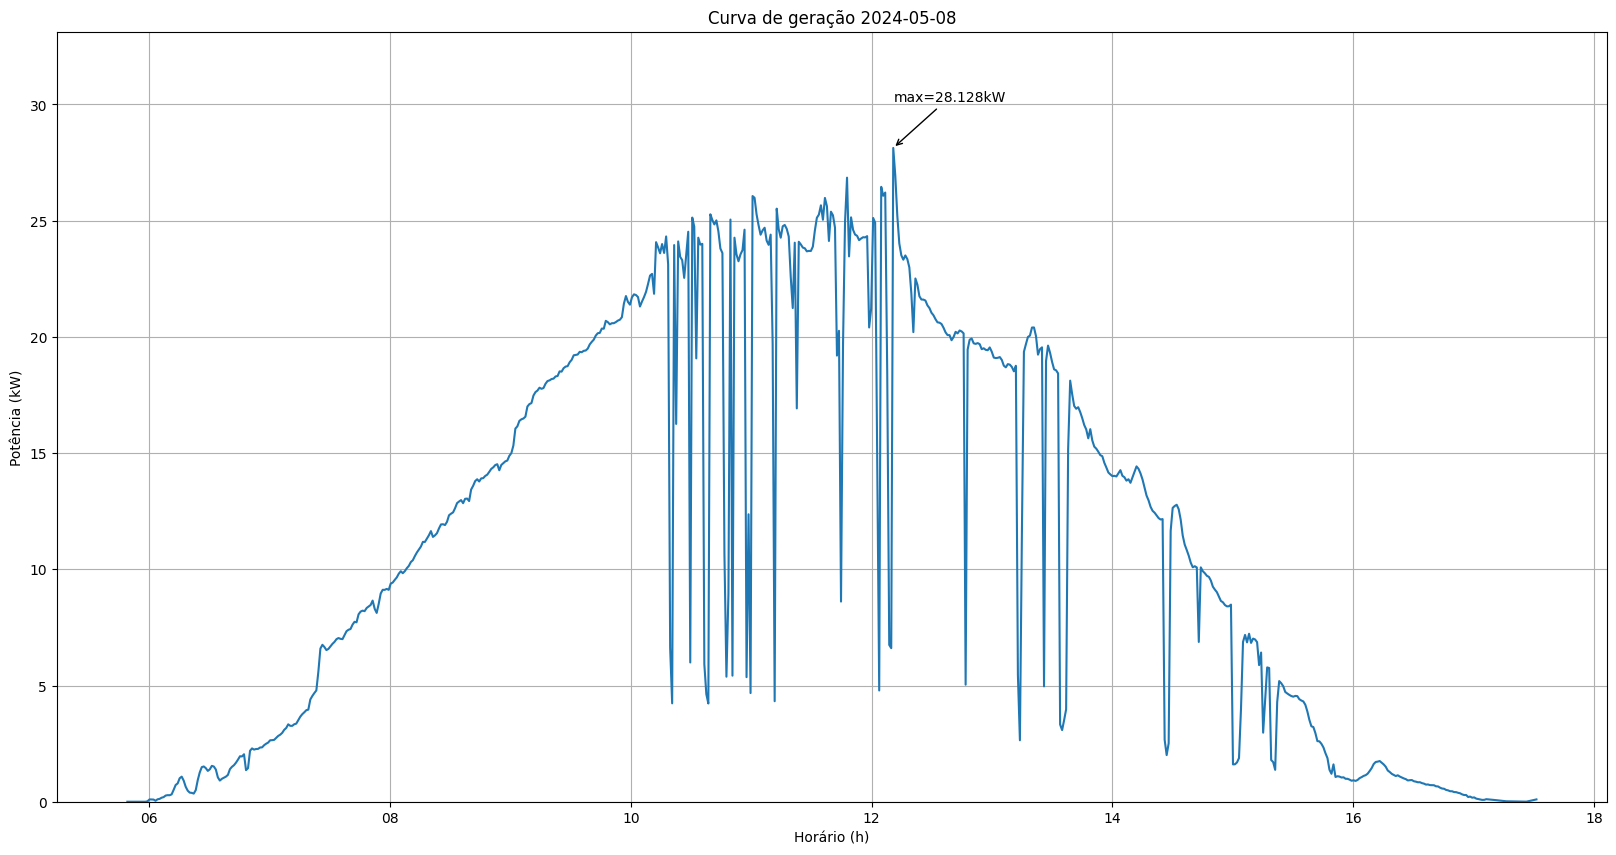 Curva de geração 2024-05-08
max=28.128kW
Potência (kW)
30
25
20
15
10
5
0
06 08 10 12 14 16 18
Horário (h)